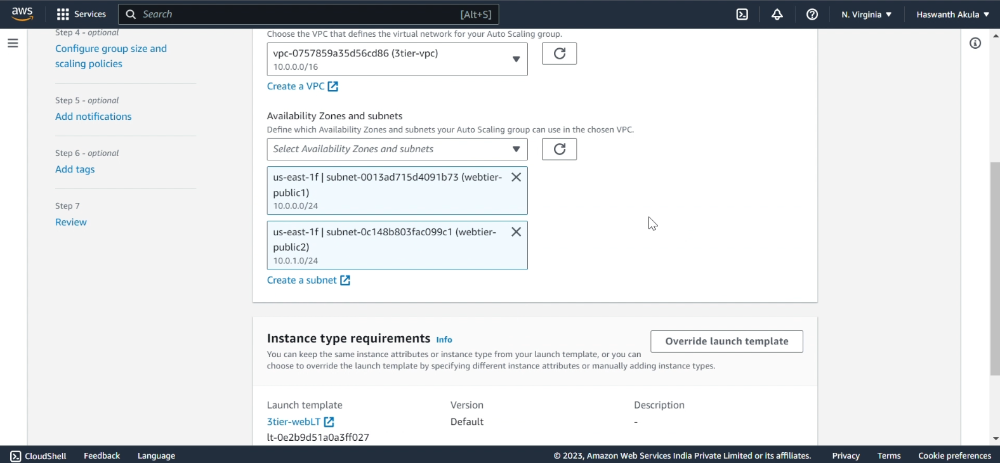 aws
Services
Search
[Alt+S]
N. Virginia
Haswanth Akula
Step 4 - optional
Configure group size and
scaling policies
Step 5 - optional
Add notifications
Step 6 - optional
Add tags
Step 7
Review
Choose the VPC that defines the virtual network for your Auto Scaling group.
vpc-0757859a35d56cd86 (3tier-vpc)
10.0.0.0/16
Create a VPC
Availability Zones and subnets
Define which Availability Zones and subnets your Auto Scaling group can use in the chosen VPC.
Select Availability Zones and subnets
us-east-1f | subnet-0013ad715d4091b73 (webtier-
public1)
10.0.0.0/24
us-east-1f | subnet-0c148b803fac099c1 (webtier-
public2)
10.0.1.0/24
Create a subnet
Instance type requirements Info
Override launch template
You can keep the same instance attributes or instance type from your launch template, or you can
choose to override the launch template by specifying different instance attributes or manually adding instance types.
Launch template
3tier-webLT
lt-0e2b9d51a0a3ff027
Version
Default
Description
-
CloudShell
Feedback
Language
© 2023, Amazon Web Services India Private Limited or its affiliates.
Privacy
Terms
Cookie preferences